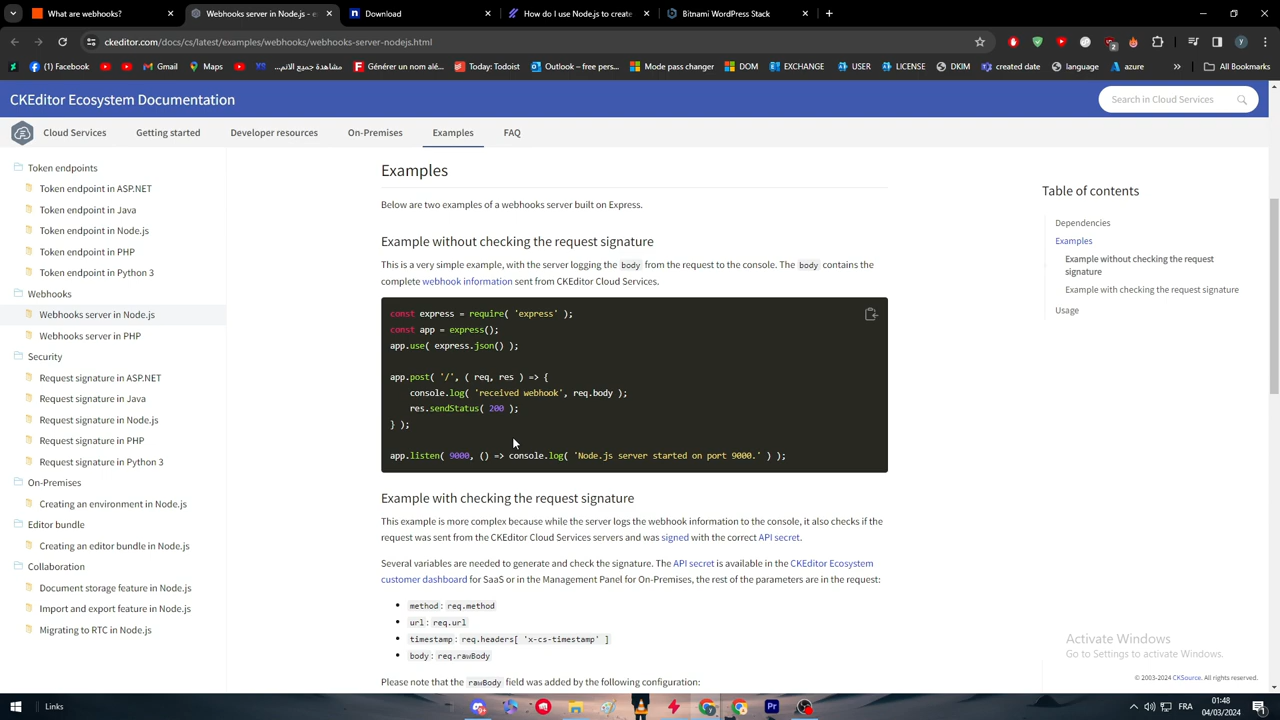 What are webhooks?
Webhooks server in Node.js - e
Download
How do I use Node.js to create
Bitnami WordPress Stack
ckeditor.com/docs/cs/latest/examples/webhooks/webhooks-server-nodejs.html
(1) Facebook
Gmail
Maps
Générer un nom alé...
Today: Todoist
Outlook – free pers...
Mode pass changer
DOM
EXCHANGE
USER
LICENSE
DKIM
created date
language
azure
»
All Bookmarks
CKEditor Ecosystem Documentation
Search in Cloud Services
Cloud Services
Getting started
Developer resources
On-Premises
Examples
FAQ
Token endpoints
Token endpoint in ASP.NET
Token endpoint in Java
Token endpoint in Node.js
Token endpoint in PHP
Token endpoint in Python 3
Webhooks
Webhooks server in Node.js
Webhooks server in PHP
Security
Request signature in ASP.NET
Request signature in Java
Request signature in Node.js
Request signature in PHP
Request signature in Python 3
On-Premises
Creating an environment in Node.js
Editor bundle
Creating an editor bundle in Node.js
Collaboration
Document storage feature in Node.js
Import and export feature in Node.js
Migrating to RTC in Node.js
Examples
Below are two examples of a webhooks server built on Express.
Example without checking the request signature
This is a very simple example, with the server logging the body from the request to the console. The body contains the
complete webhook information sent from CKEditor Cloud Services.
const express = require( 'express' );
const app = express();
app.use( express.json() );
app.post( '/', ( req, res ) => {
console.log( 'received webhook', req.body );
res.sendStatus( 200 );
} );
app.listen( 9000, () => console.log( 'Node.js server started on port 9000.' ) );
Example with checking the request signature
This example is more complex because while the server logs the webhook information to the console, it also checks if the
request was sent from the CKEditor Cloud Services servers and was signed with the correct API secret.
Several variables are needed to generate and check the signature. The API secret is available in the CKEditor Ecosystem
customer dashboard for SaaS or in the Management Panel for On-Premises, the rest of the parameters are in the request:
method: req.method
url: req.url
timestamp: req.headers[ 'x-cs-timestamp' ]
body: req.rawBody
Please note that the rawBody field was added by the following configuration:
Table of contents
Dependencies
Examples
Example without checking the request
signature
Example with checking the request signature
Usage
Activate Windows
Go to Settings to activate Windows.
© 2003-2024 CKSource. All rights reserved.
Links
FRA
01:48
04/03/2024